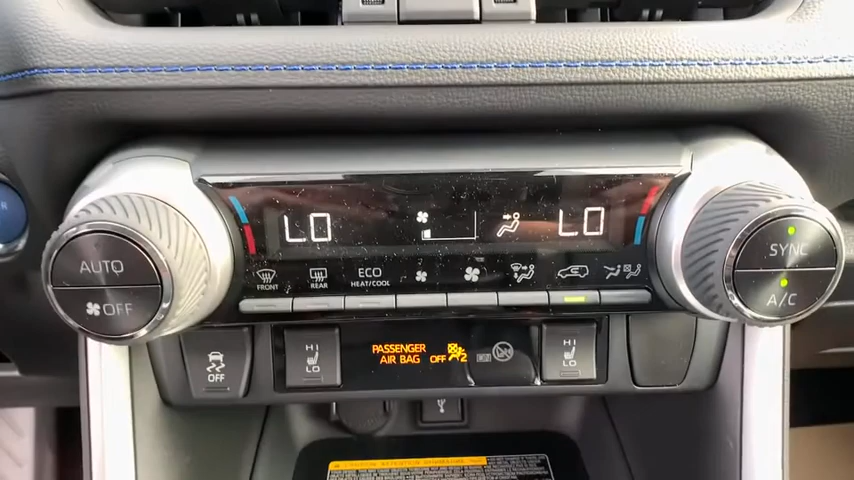 LO
LO
FRONT
REAR
ECO
HEAT/COOL
AUTO
OFF
SYNC
A/C
OFF
HI
LO
PASSENGER
AIR BAG
OFF
2
HI
LO